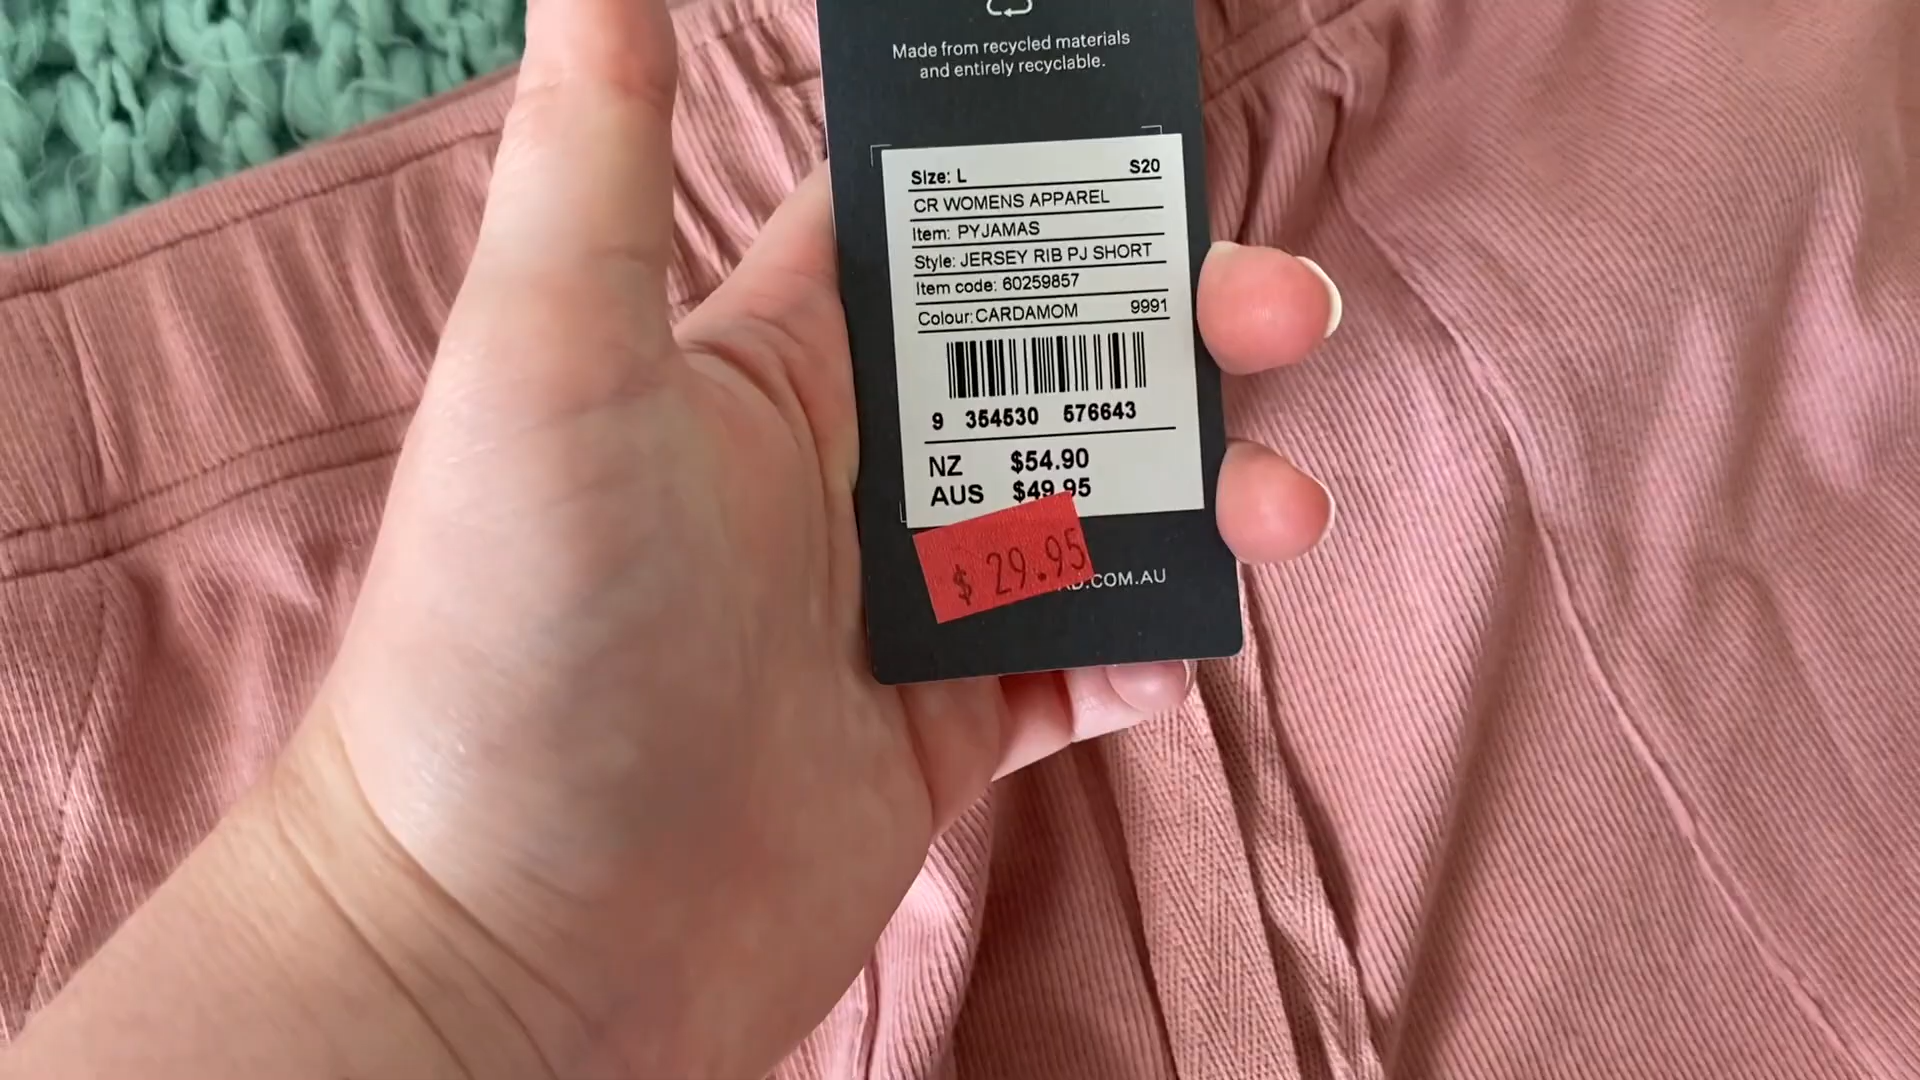 Made from recycled materials
and entirely recyclable.
Size: L S20
CR WOMENS APPAREL
Item: PYJAMAS
Style: JERSEY RIB PJ SHORT
Item code: 60259857
Colour: CARDAMOM 9991
9 354530 576643
NZ $54.90
AUS $49.95
$ 29.95
.COM.AU